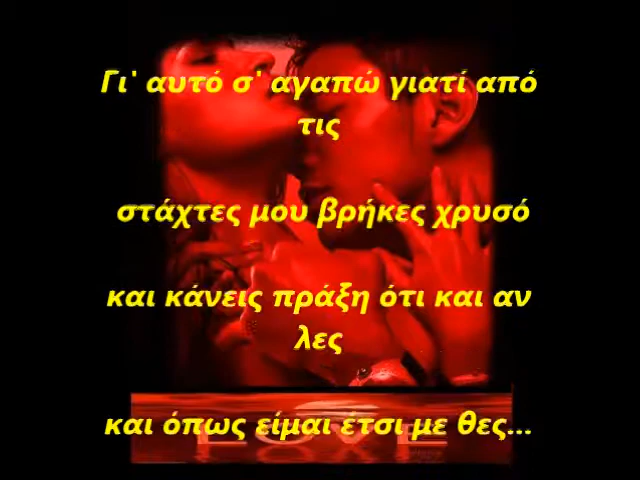 Γι' αυτό σ' αγαπώ γιατί από
τις
στάχτες μου βρήκες χρυσό
και κάνεις πράξη ότι και αν
λες
και όπως είμαι έτσι με θες...
LOVE